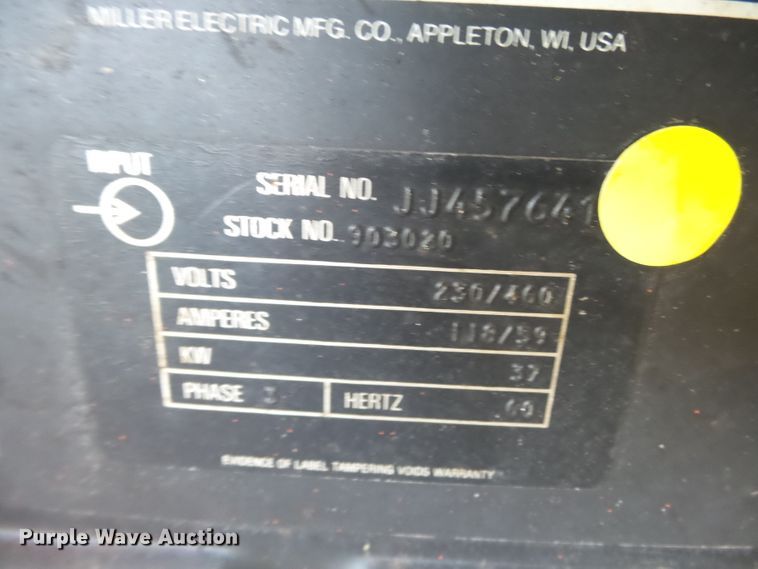 MILLER ELECTRIC MFG. CO., APPLETON, WI, USA
INPUT
SERIAL NO. JJ457641
STOCK NO. 903020
VOLTS 230/460
AMPERES 118/59
KW 37
PHASE 3 HERTZ 60
EVIDENCE OF LABEL TAMPERING VOIDS WARRANTY
Purple Wave Auction